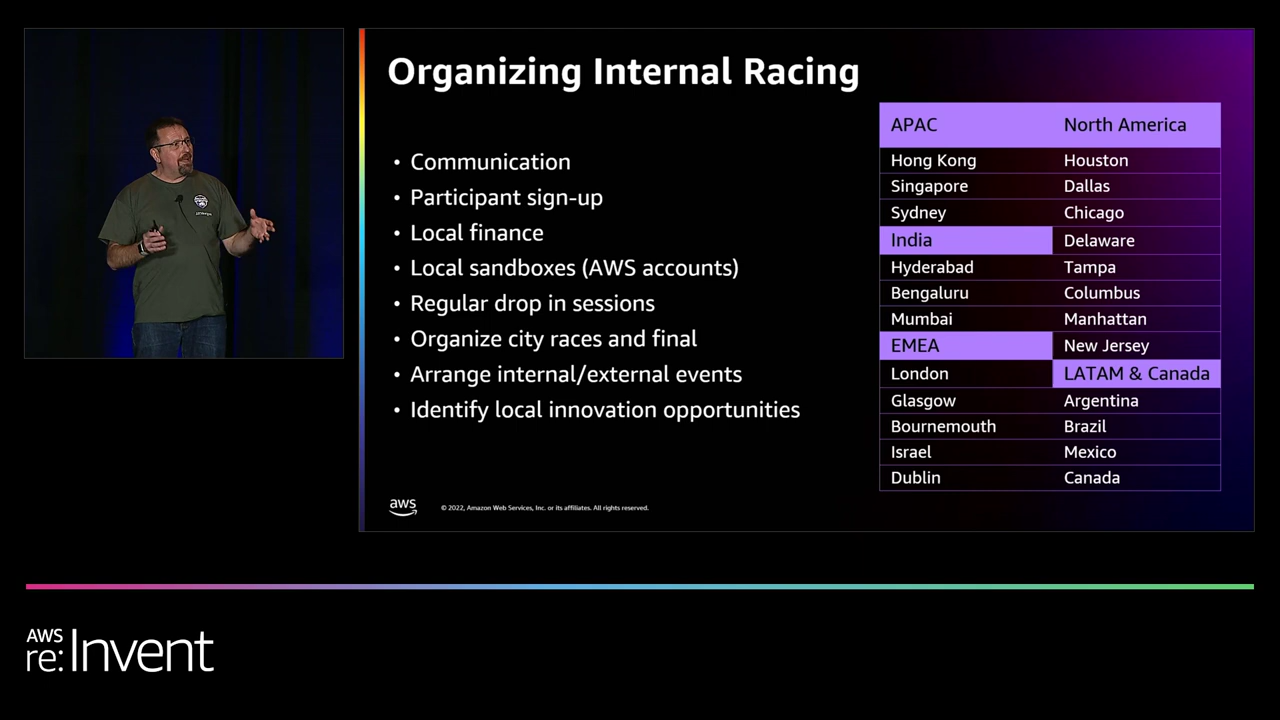 Organizing Internal Racing
• Communication
• Participant sign-up
• Local finance
• Local sandboxes (AWS accounts)
• Regular drop in sessions
• Organize city races and final
• Arrange internal/external events
• Identify local innovation opportunities
APAC North America
Hong Kong Houston
Singapore Dallas
Sydney Chicago
India Delaware
Hyderabad Tampa
Bengaluru Columbus
Mumbai Manhattan
EMEA New Jersey
London LATAM & Canada
Glasgow Argentina
Bournemouth Brazil
Israel Mexico
Dublin Canada
aws
© 2022, Amazon Web Services, Inc. or its affiliates. All rights reserved.
AWS
re:Invent